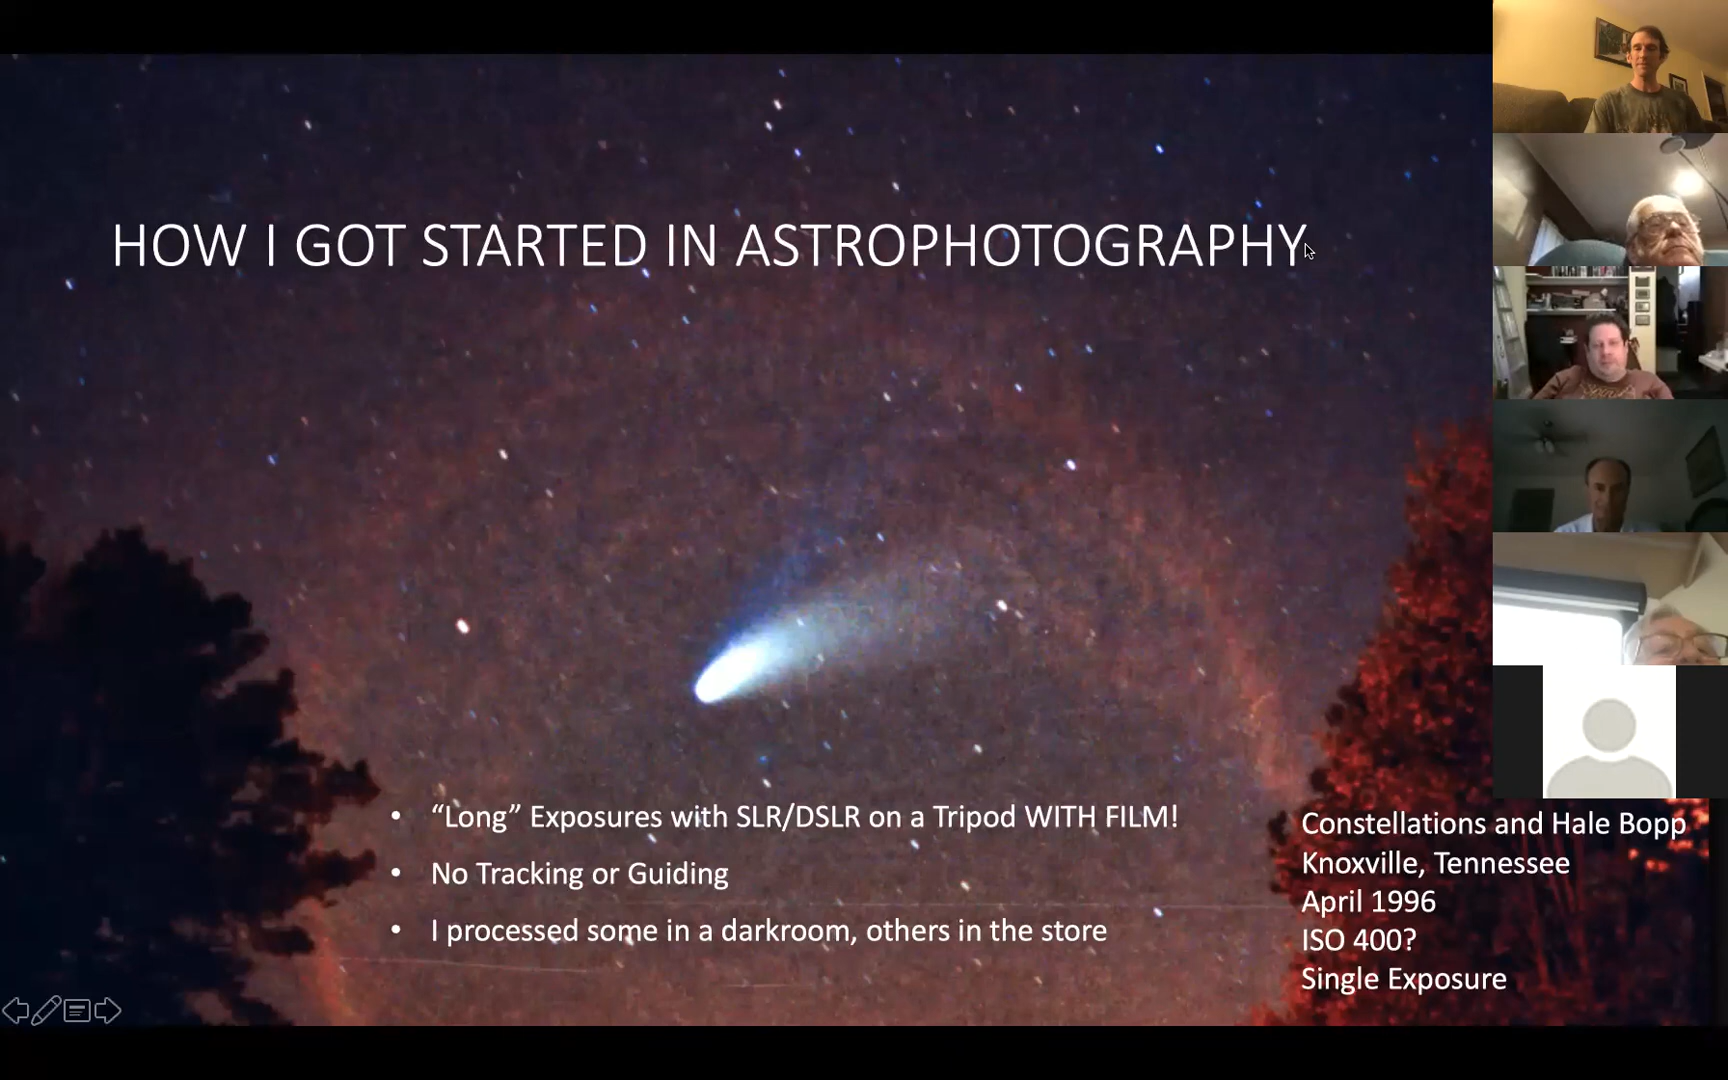 HOW I GOT STARTED IN ASTROPHOTOGRAPHY
• “Long” Exposures with SLR/DSLR on a Tripod WITH FILM!
• No Tracking or Guiding
• I processed some in a darkroom, others in the store
Constellations and Hale Bopp
Knoxville, Tennessee
April 1996
ISO 400?
Single Exposure